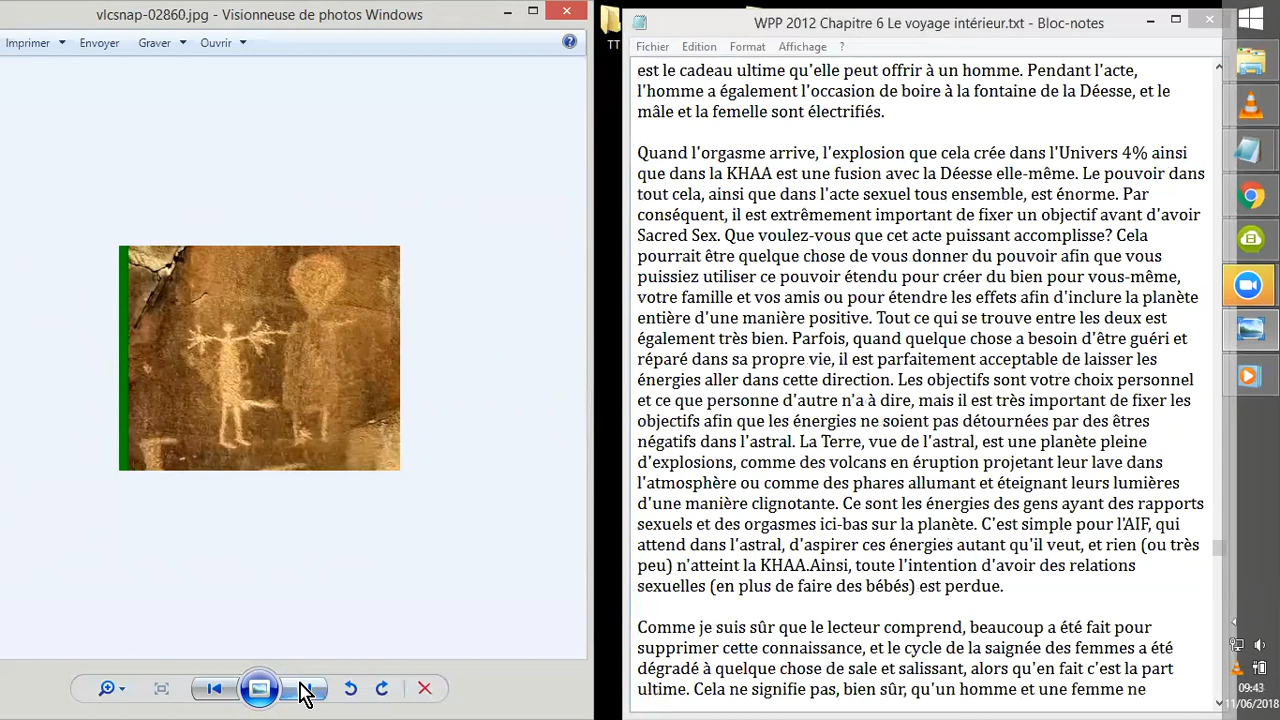 vlcsnap-02860.jpg - Visionneuse de photos Windows
Imprimer
Envoyer
Graver
Ouvrir
TT
WPP 2012 Chapitre 6 Le voyage intérieur.txt - Bloc-notes
Fichier Edition Format Affichage ?
est le cadeau ultime qu'elle peut offrir à un homme. Pendant l'acte,
l'homme a également l'occasion de boire à la fontaine de la Déesse, et le
mâle et la femelle sont électrifiés.
Quand l'orgasme arrive, l'explosion que cela crée dans l'Univers 4% ainsi
que dans la KHAA est une fusion avec la Déesse elle-même. Le pouvoir dans
tout cela, ainsi que dans l'acte sexuel tous ensemble, est énorme. Par
conséquent, il est extrêmement important de fixer un objectif avant d'avoir
Sacred Sex. Que voulez-vous que cet acte puissant accomplisse? Cela
pourrait être quelque chose de vous donner du pouvoir afin que vous
puissiez utiliser ce pouvoir étendu pour créer du bien pour vous-même,
votre famille et vos amis ou pour étendre les effets afin d'inclure la planète
entière d'une manière positive. Tout ce qui se trouve entre les deux est
également très bien. Parfois, quand quelque chose a besoin d'être guéri et
réparé dans sa propre vie, il est parfaitement acceptable de laisser les
énergies aller dans cette direction. Les objectifs sont votre choix personnel
et ce que personne d'autre n'a à dire, mais il est très important de fixer les
objectifs afin que les énergies ne soient pas détournées par des êtres
négatifs dans l'astral. La Terre, vue de l'astral, est une planète pleine
d'explosions, comme des volcans en éruption projetant leur lave dans
l'atmosphère ou comme des phares allumant et éteignant leurs lumières
d'une manière clignotante. Ce sont les énergies des gens ayant des rapports
sexuels et des orgasmes ici-bas sur la planète. C'est simple pour l'AIF, qui
attend dans l'astral, d'aspirer ces énergies autant qu'il veut, et rien (ou très
peu) n'atteint la KHAA.Ainsi, toute l'intention d'avoir des relations
sexuelles (en plus de faire des bébés) est perdue.
Comme je suis sûr que le lecteur comprend, beaucoup a été fait pour
supprimer cette connaissance, et le cycle de la saignée des femmes a été
dégradé à quelque chose de sale et salissant, alors qu'en fait c'est la part
ultime. Cela ne signifie pas, bien sûr, qu'un homme et une femme ne
09:43
11/06/2018